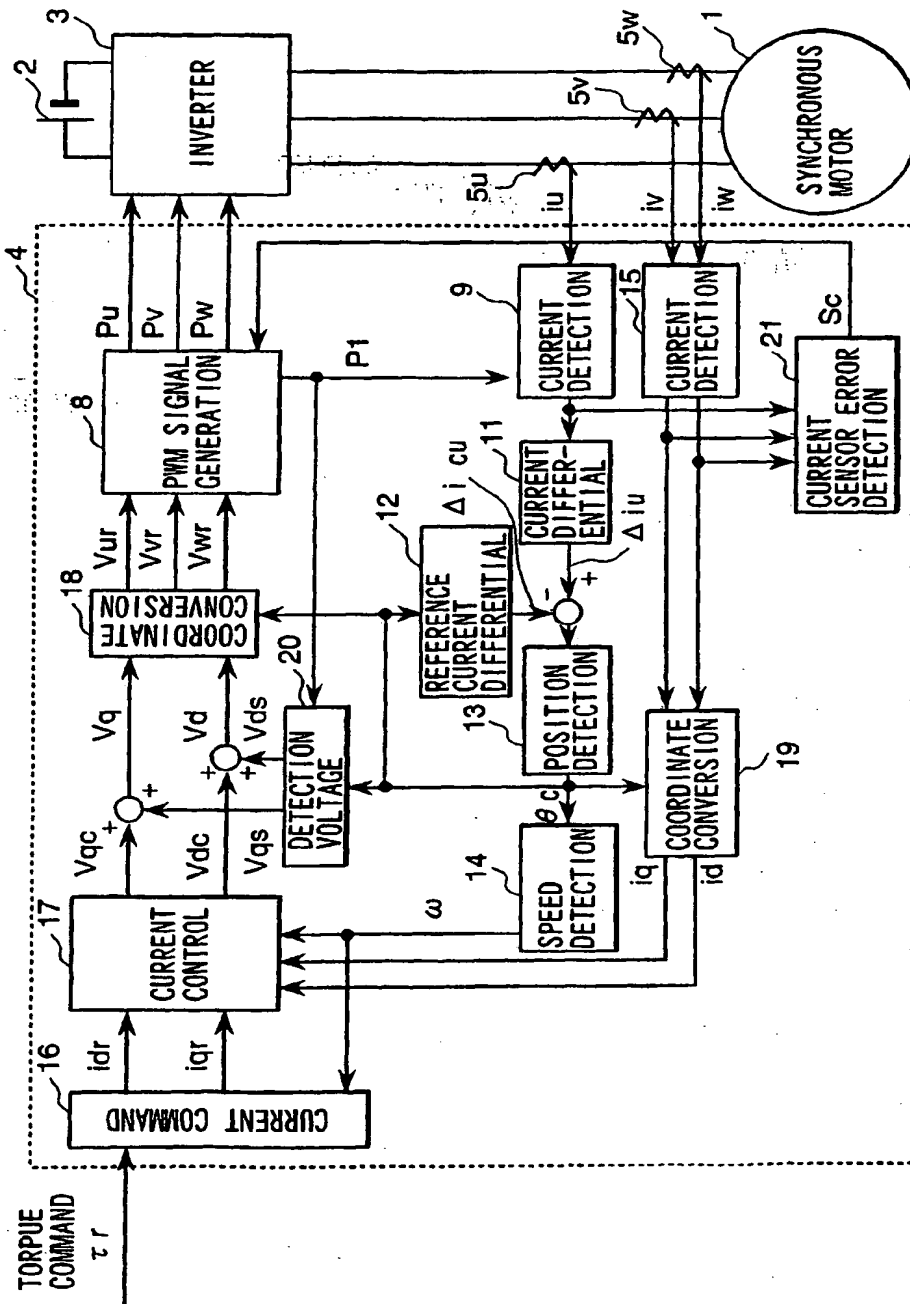 TORPUE
COMMAND
τr
16
CURRENT COMMAND
idr
iqr
17
CURRENT
CONTROL
Vqc
Vdc
Vqs
+
+
+
+
Vq
Vd
Vds
20
DETECTION
VOLTAGE
18
COORDINATE
CONVERSION
Vur
Vvr
Vwr
8
PWM SIGNAL
GENERATION
Pu
Pv
Pw
P1
4
2
3
INVERTER
ω
14
SPEED
DETECTION
θc
13
POSITION
DETECTION
12
REFERENCE
CURRENT
DIFFERENTIAL
Δicu
-
+
Δiu
11
CURRENT
DIFFER-
ENTIAL
9
CURRENT
DETECTION
iu
5u
iv
5v
iw
5w
1
SYNCHRONOUS
MOTOR
15
CURRENT
DETECTION
iq
id
COORDINATE
CONVERSION
19
21
CURRENT
SENSOR ERROR
DETECTION
Sc